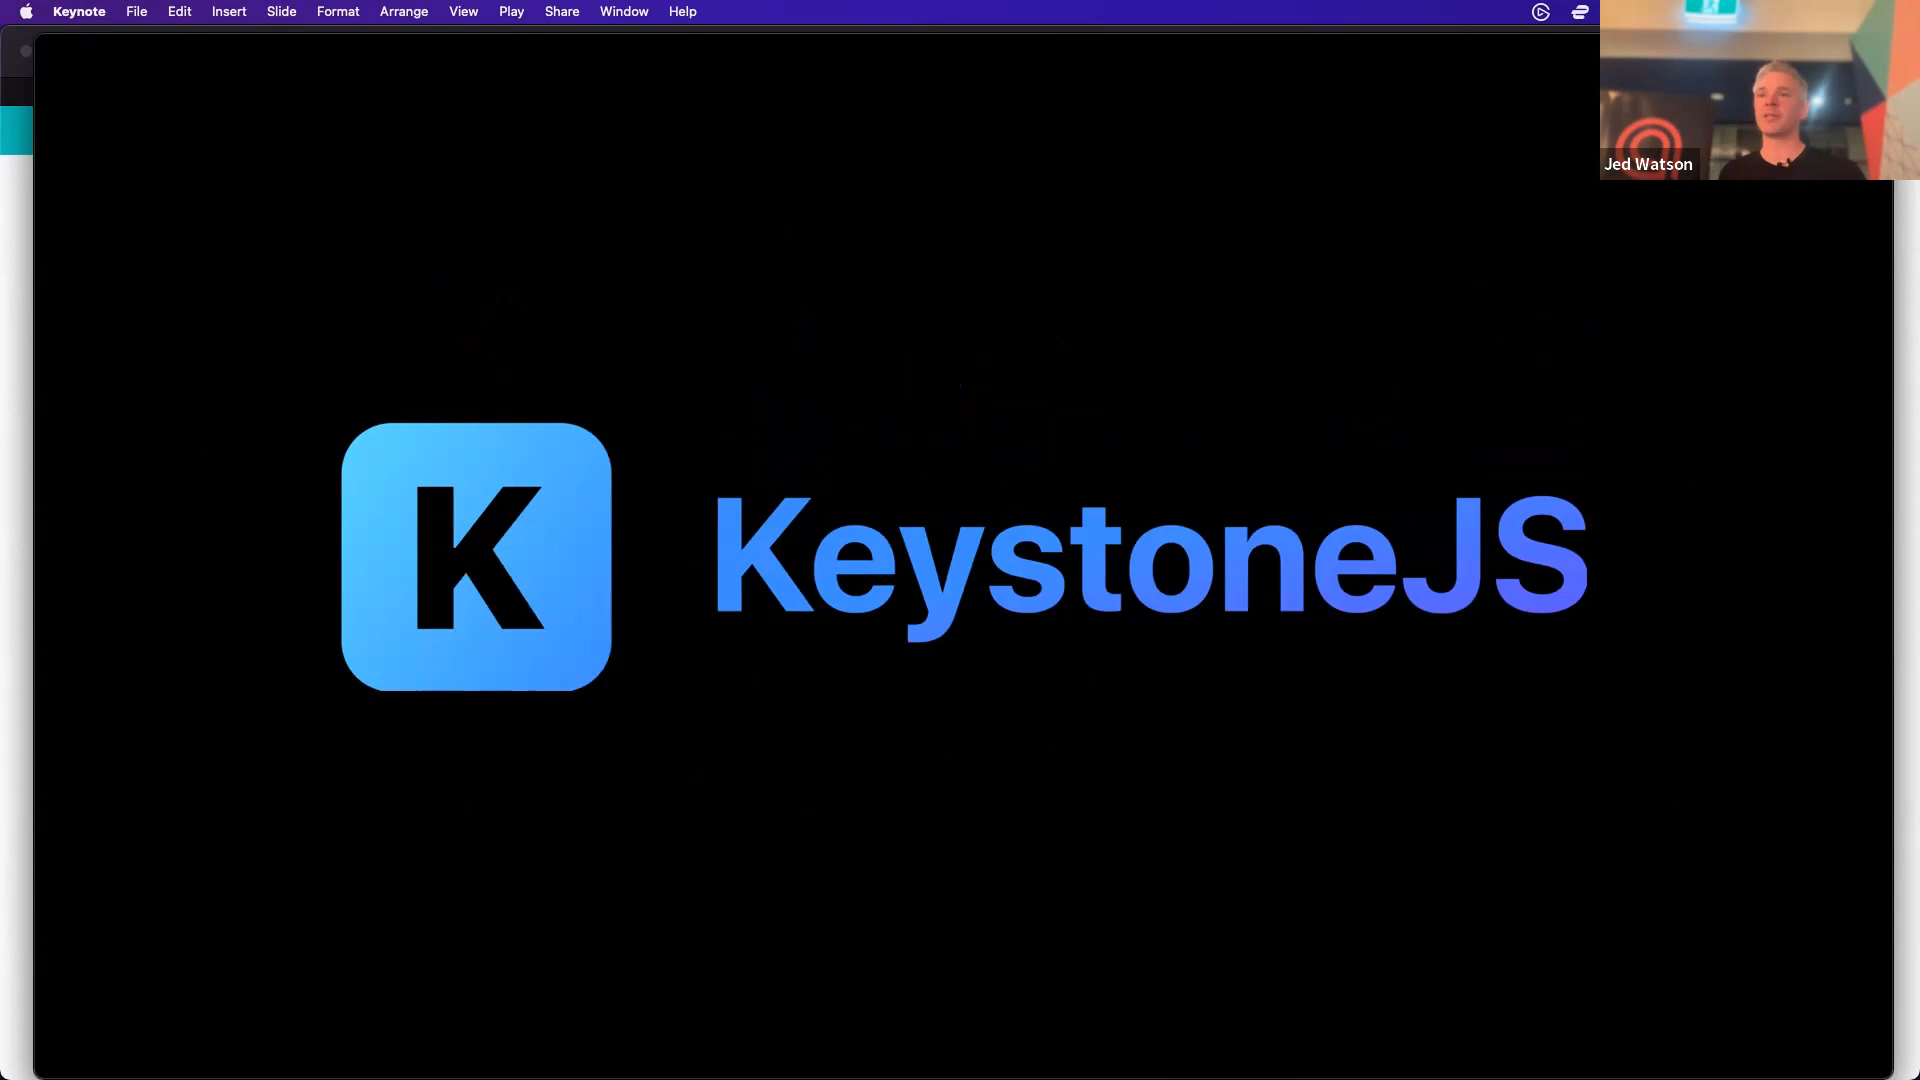 Keynote File Edit Insert Slide Format Arrange View Play Share Window Help
Jed Watson
K KeystoneJS